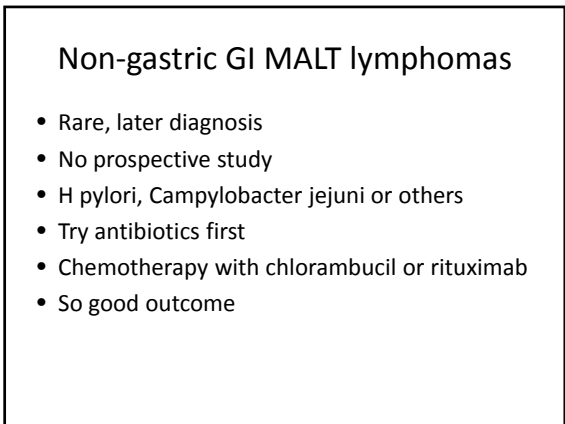 Non-gastric GI MALT lymphomas
• Rare, later diagnosis
• No prospective study
• H pylori, Campylobacter jejuni or others
• Try antibiotics first
• Chemotherapy with chlorambucil or rituximab
• So good outcome